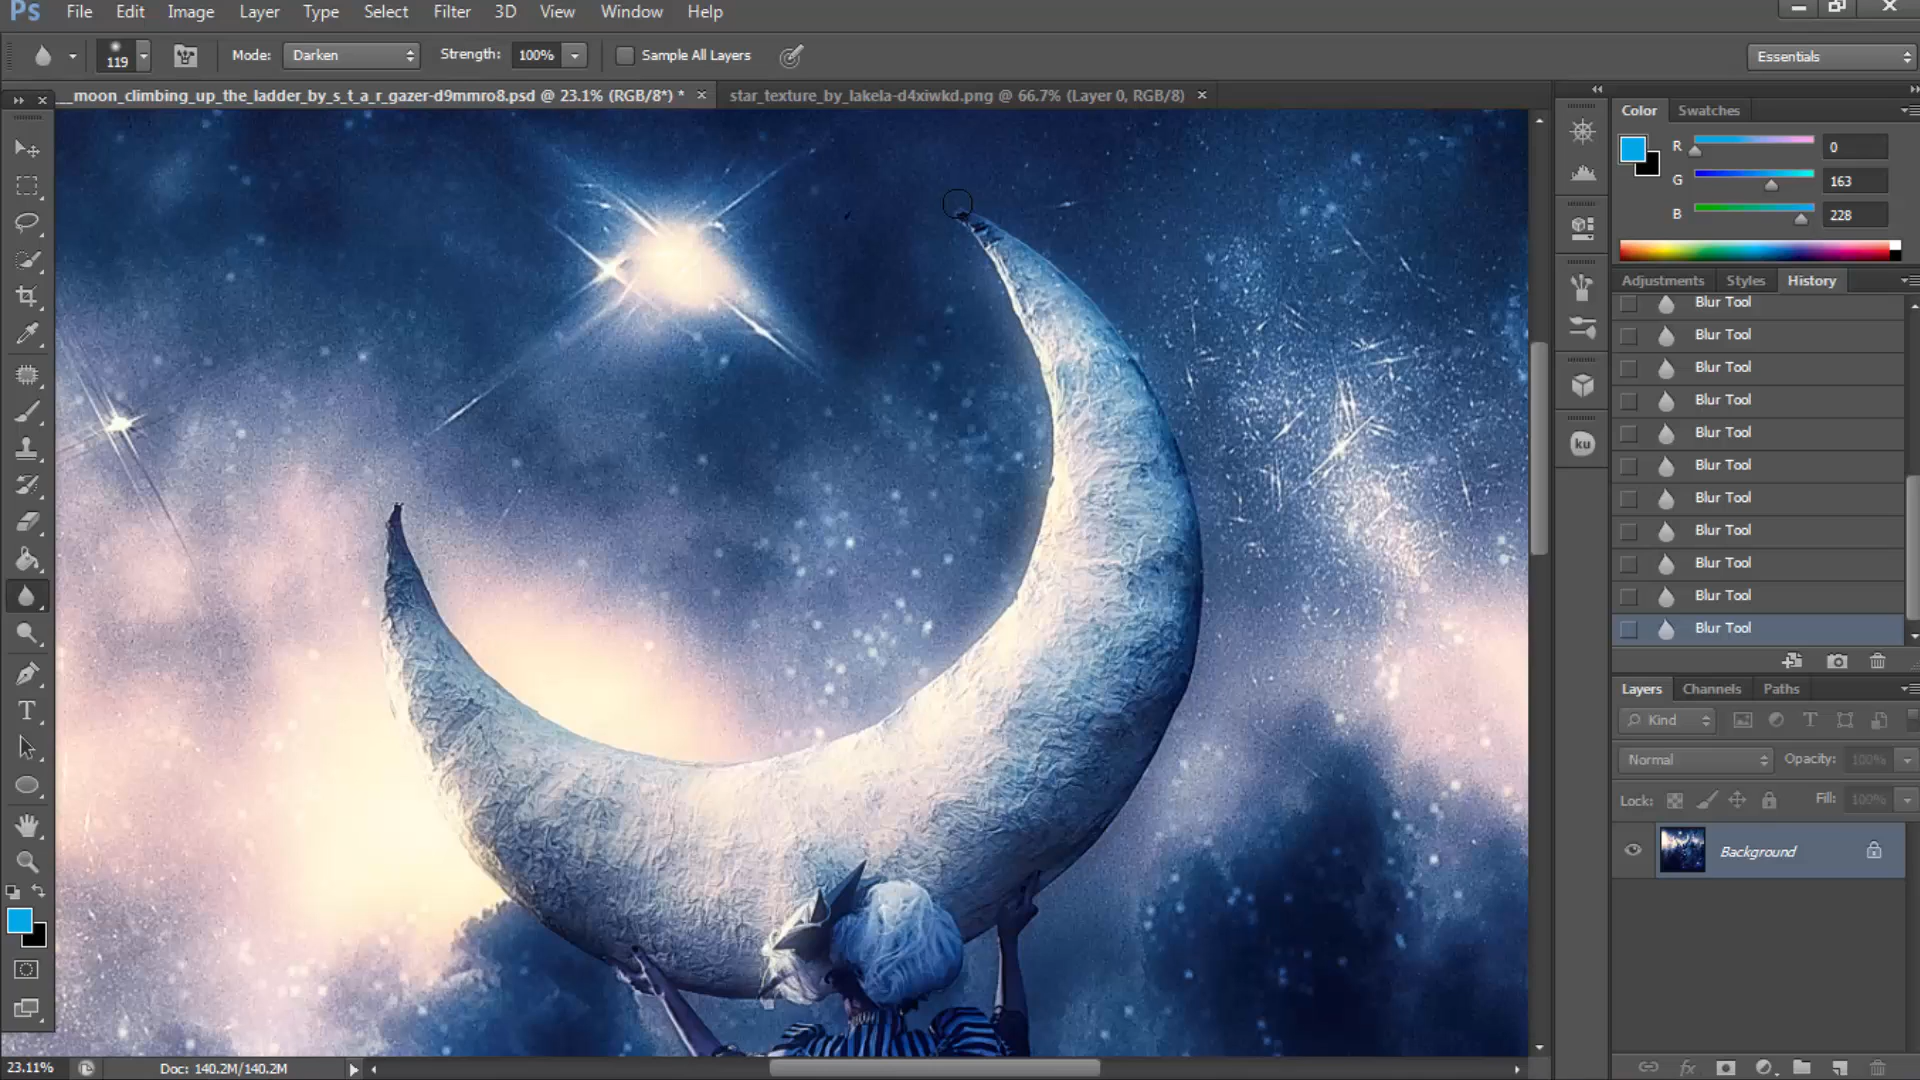 Ps File Edit Image Layer Type Select Filter 3D View Window Help
119 Mode: Darken Strength: 100% Sample All Layers Essentials
moon_climbing_up_the_ladder_by_s_t_a_r_gazer-d9mmro8.psd @ 23.1% (RGB/8*) * star_texture_by_lakela-d4xiwkd.png @ 66.7% (Layer 0, RGB/8)
Color Swatches
R 0
G 163
B 228
Adjustments Styles History
Blur Tool
Blur Tool
Blur Tool
Blur Tool
Blur Tool
Blur Tool
Blur Tool
Blur Tool
Blur Tool
Blur Tool
Blur Tool
ku
Layers Channels Paths
Kind
Normal Opacity: 100%
Lock: Fill: 100%
Background
23.11% Doc: 140.2M/140.2M